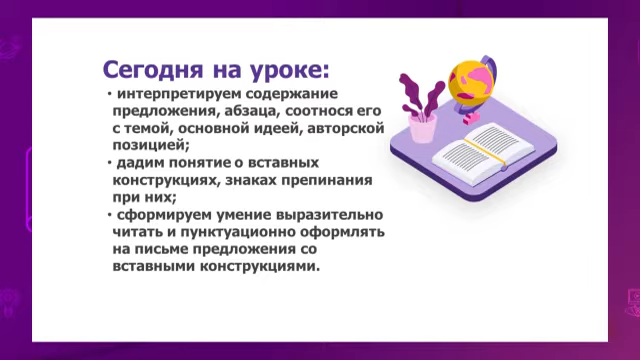 Сегодня на уроке:
• интерпретируем содержание
предложения, абзаца, соотнося его
с темой, основной идеей, авторской
позицией;
• дадим понятие о вставных
конструкциях, знаках препинания
при них;
• сформируем умение выразительно
читать и пунктуационно оформлять
на письме предложения со
вставными конструкциями.